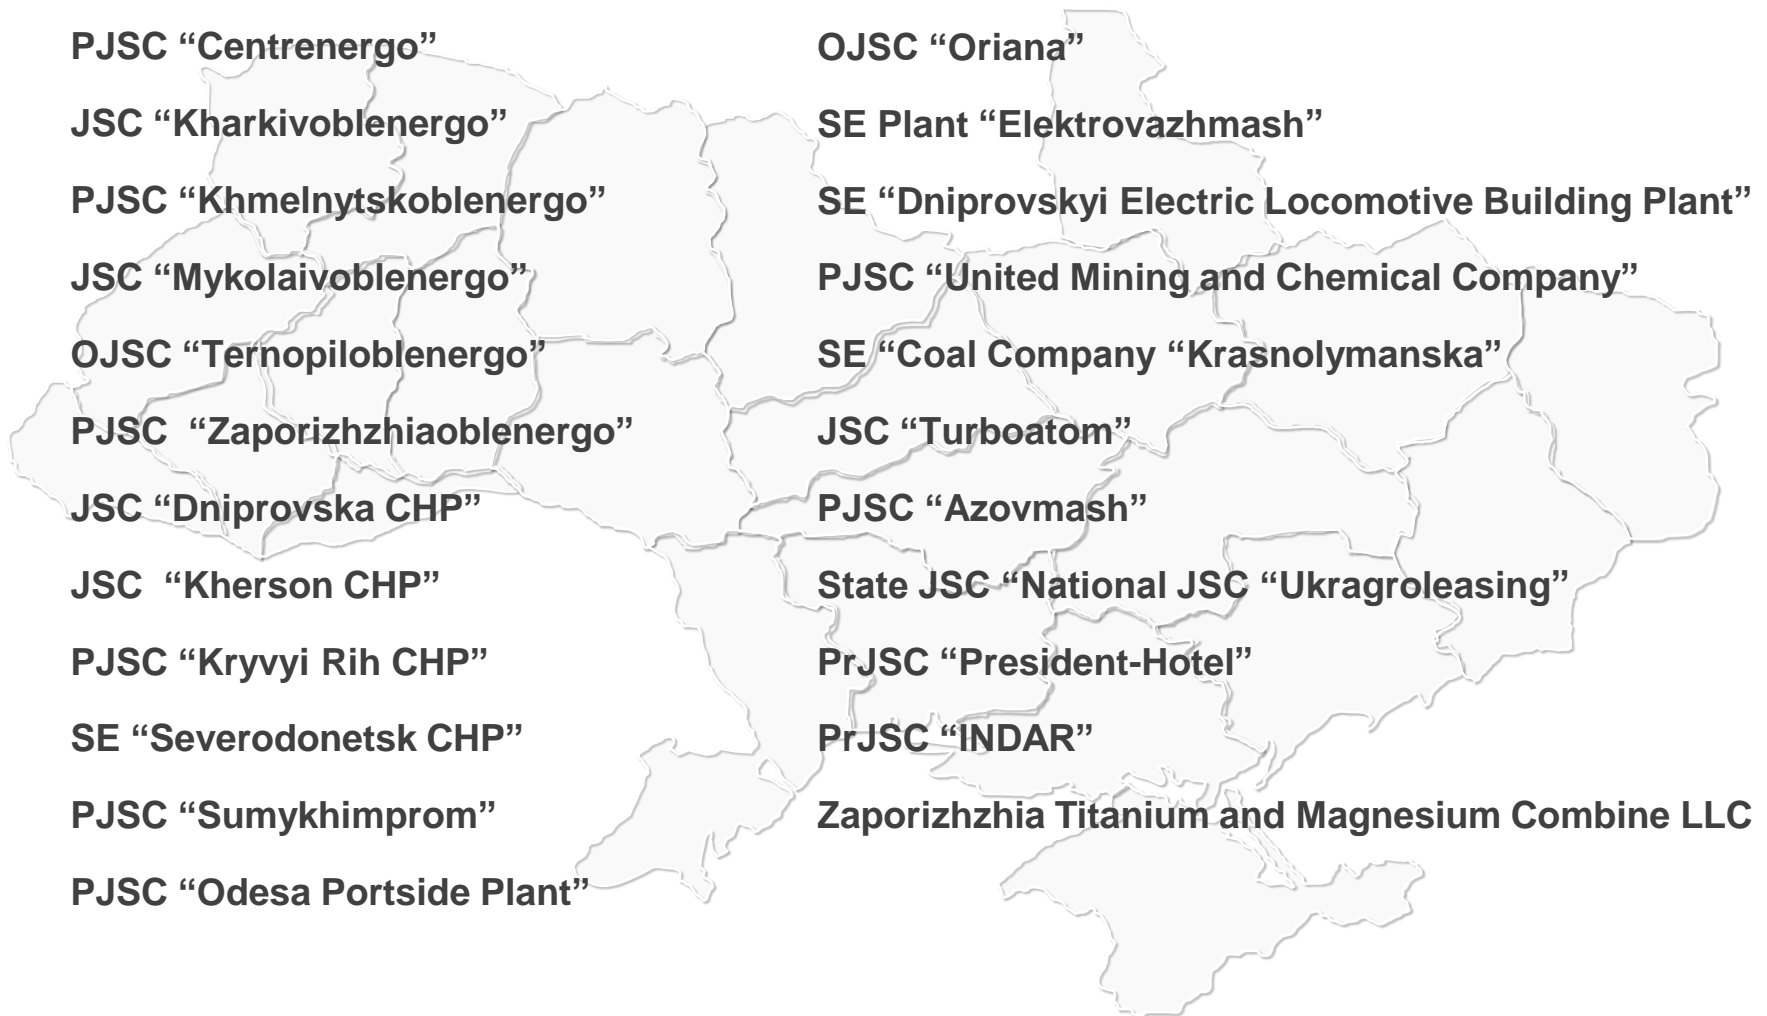 PJSC “Centrenergo”
JSC “Kharkivoblenergo”
PJSC “Khmelnytskoblenergo”
JSC “Mykolaivoblenergo”
OJSC “Ternopiloblenergo”
PJSC  “Zaporizhzhiaoblenergo”
JSC “Dniprovska CHP”
JSC  “Kherson CHP”
PJSC “Kryvyi Rih CHP”
SE “Severodonetsk CHP”
PJSC “Sumykhimprom”
PJSC “Odesa Portside Plant”
OJSC “Oriana”
SE Plant “Elektrovazhmash”
SE “Dniprovskyi Electric Locomotive Building Plant”
PJSC “United Mining and Chemical Company”
SE “Coal Company “Krasnolymanska”
JSC “Turboatom”
PJSC “Azovmash”
State JSC “National JSC “Ukragroleasing”
PrJSC “President-Hotel”
PrJSC “INDAR”
Zaporizhzhia Titanium and Magnesium Combine LLC